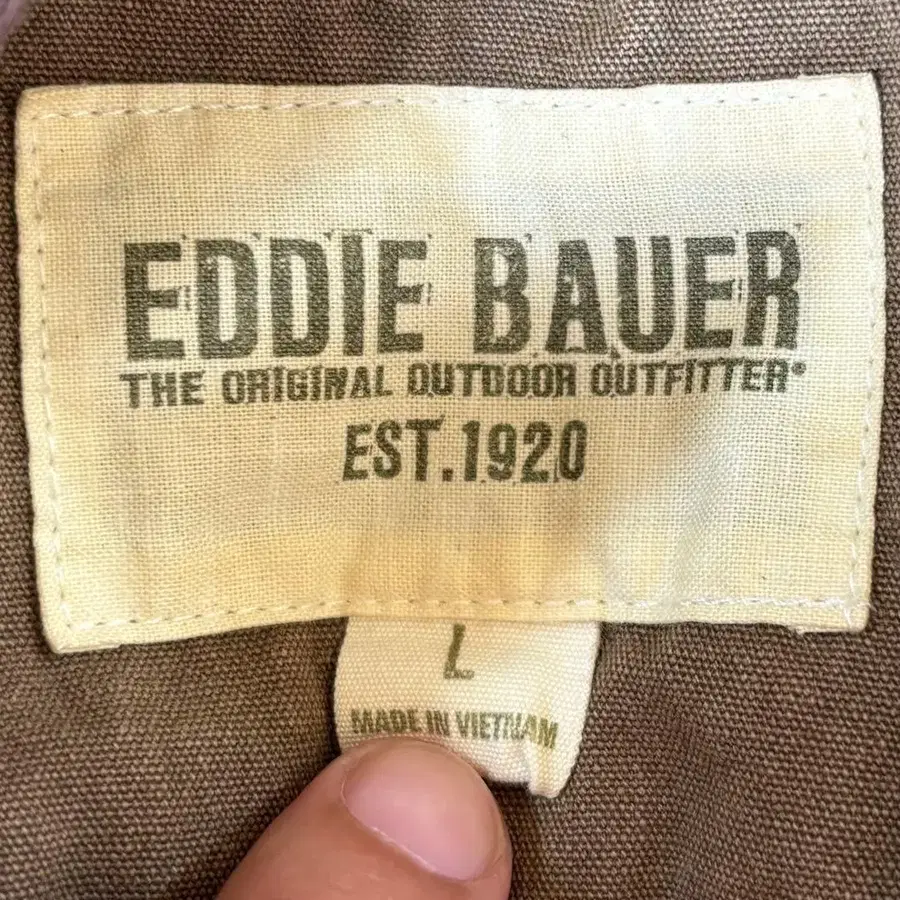 EDDIE BAUER
THE ORIGINAL OUTDOOR OUTFITTER®
EST.1920
L
MADE IN VIETNAM